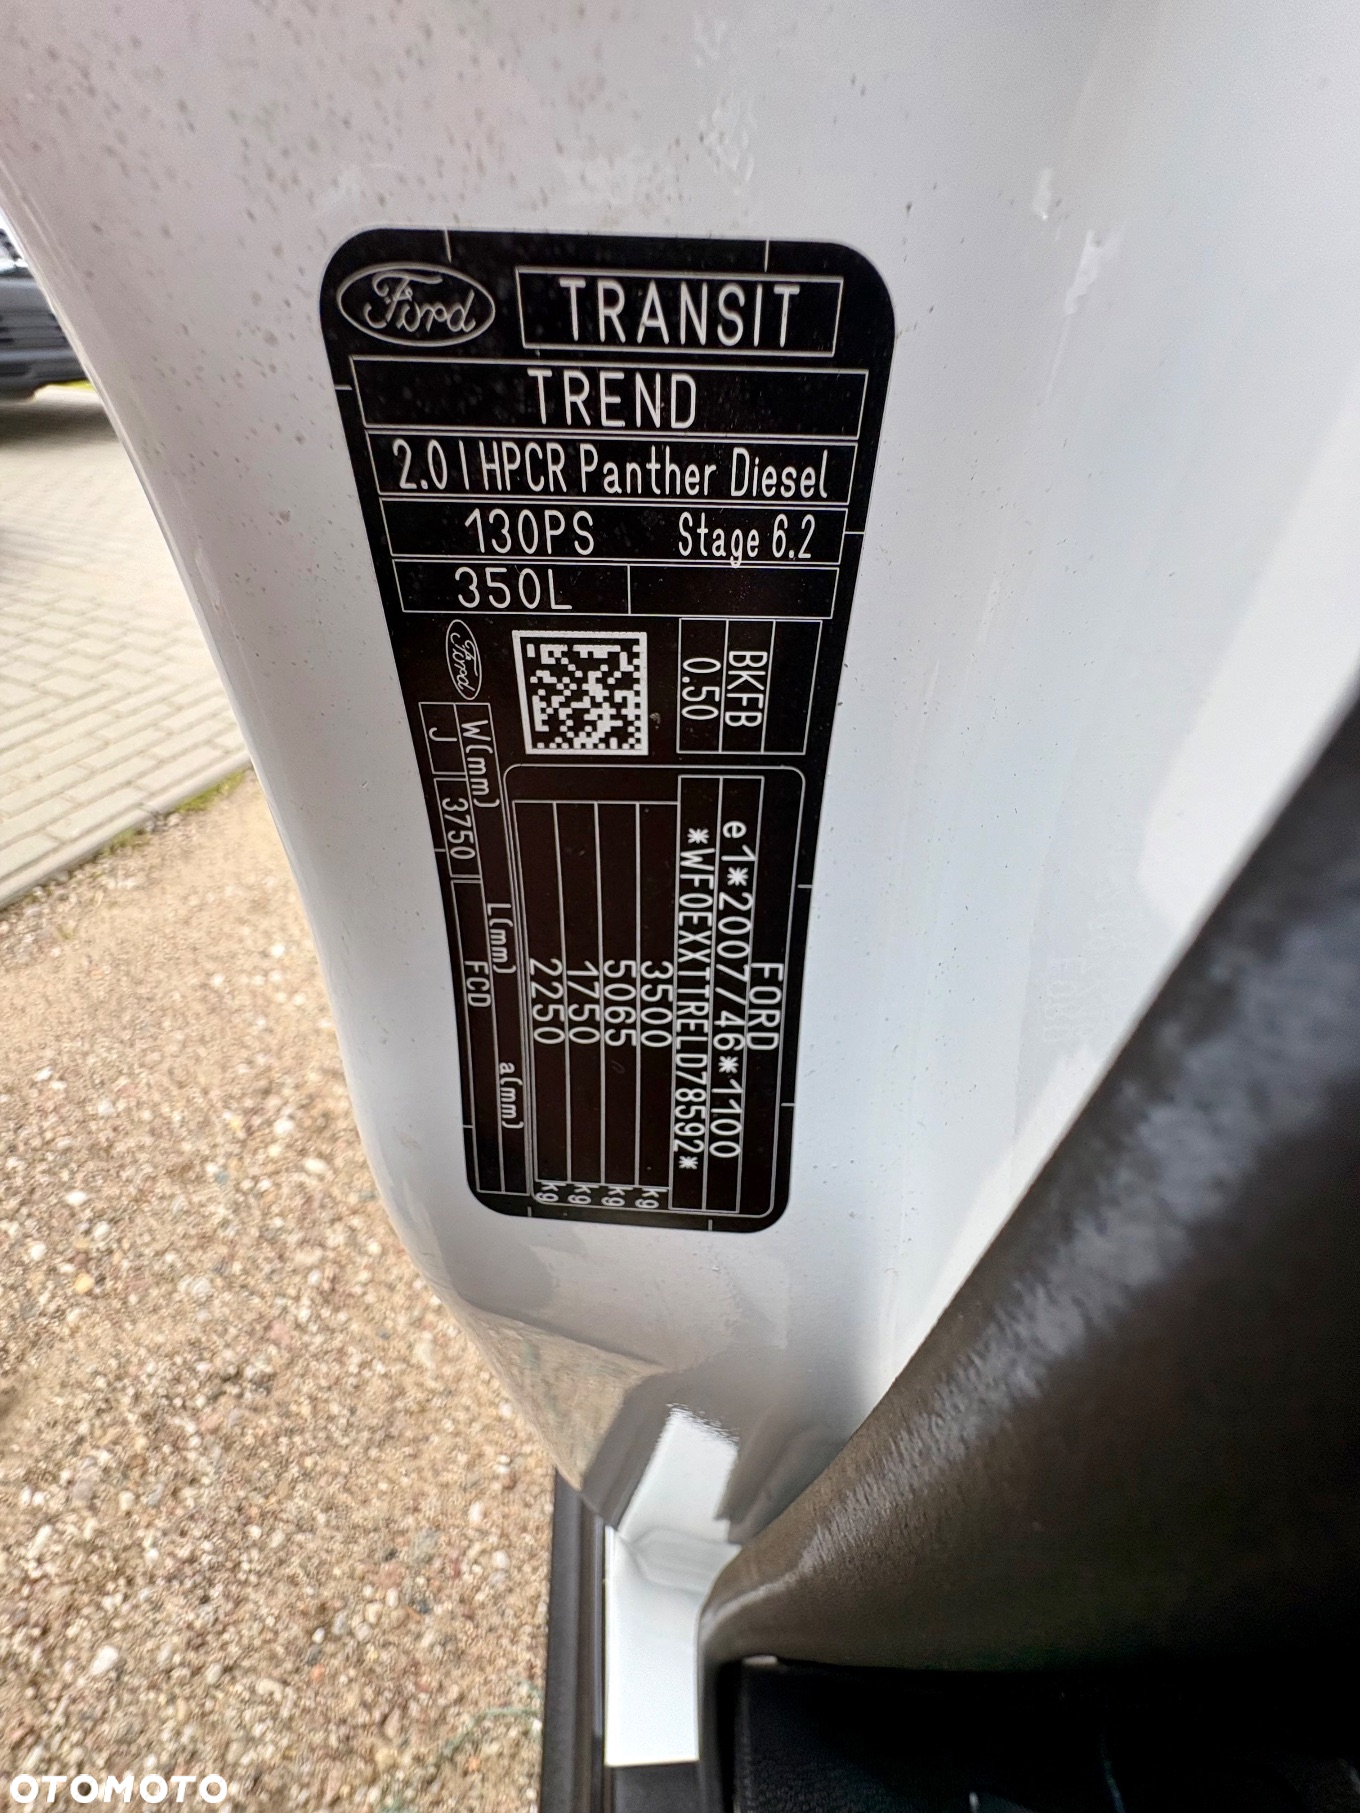 Ford
TRANSIT
TREND
2.0 l HPCR Panther Diesel
130PS Stage 6.2
350L
BKFB
0.50
Ford
FORD
e1*2007/46*1100
*WF0EXXTTRELD78592*
3500 kg
5065 kg
1750 kg
2250 kg
W(mm) L(mm) a(mm)
J 3750 FCD
OTOMOTO